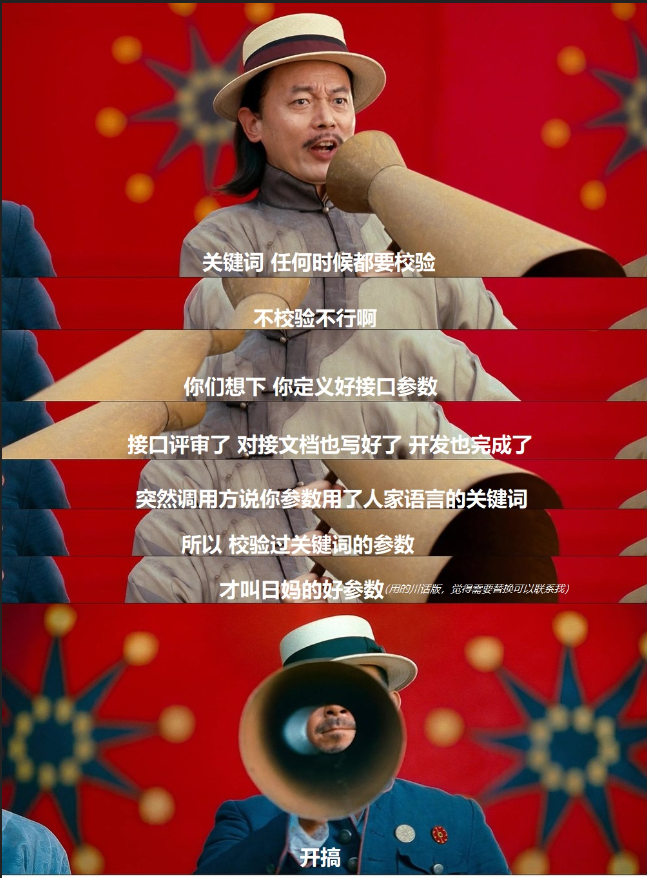 关键词 任何时候都要校验
不校验不行啊
你们想下 你定义好接口参数
接口评审了 对接文档也写好了 开发也完成了
突然调用方说你参数用了人家语言的关键词
所以 校验过关键词的参数
才叫日妈的好参数(用的川话版，觉得需要替换可以联系我)
开搞